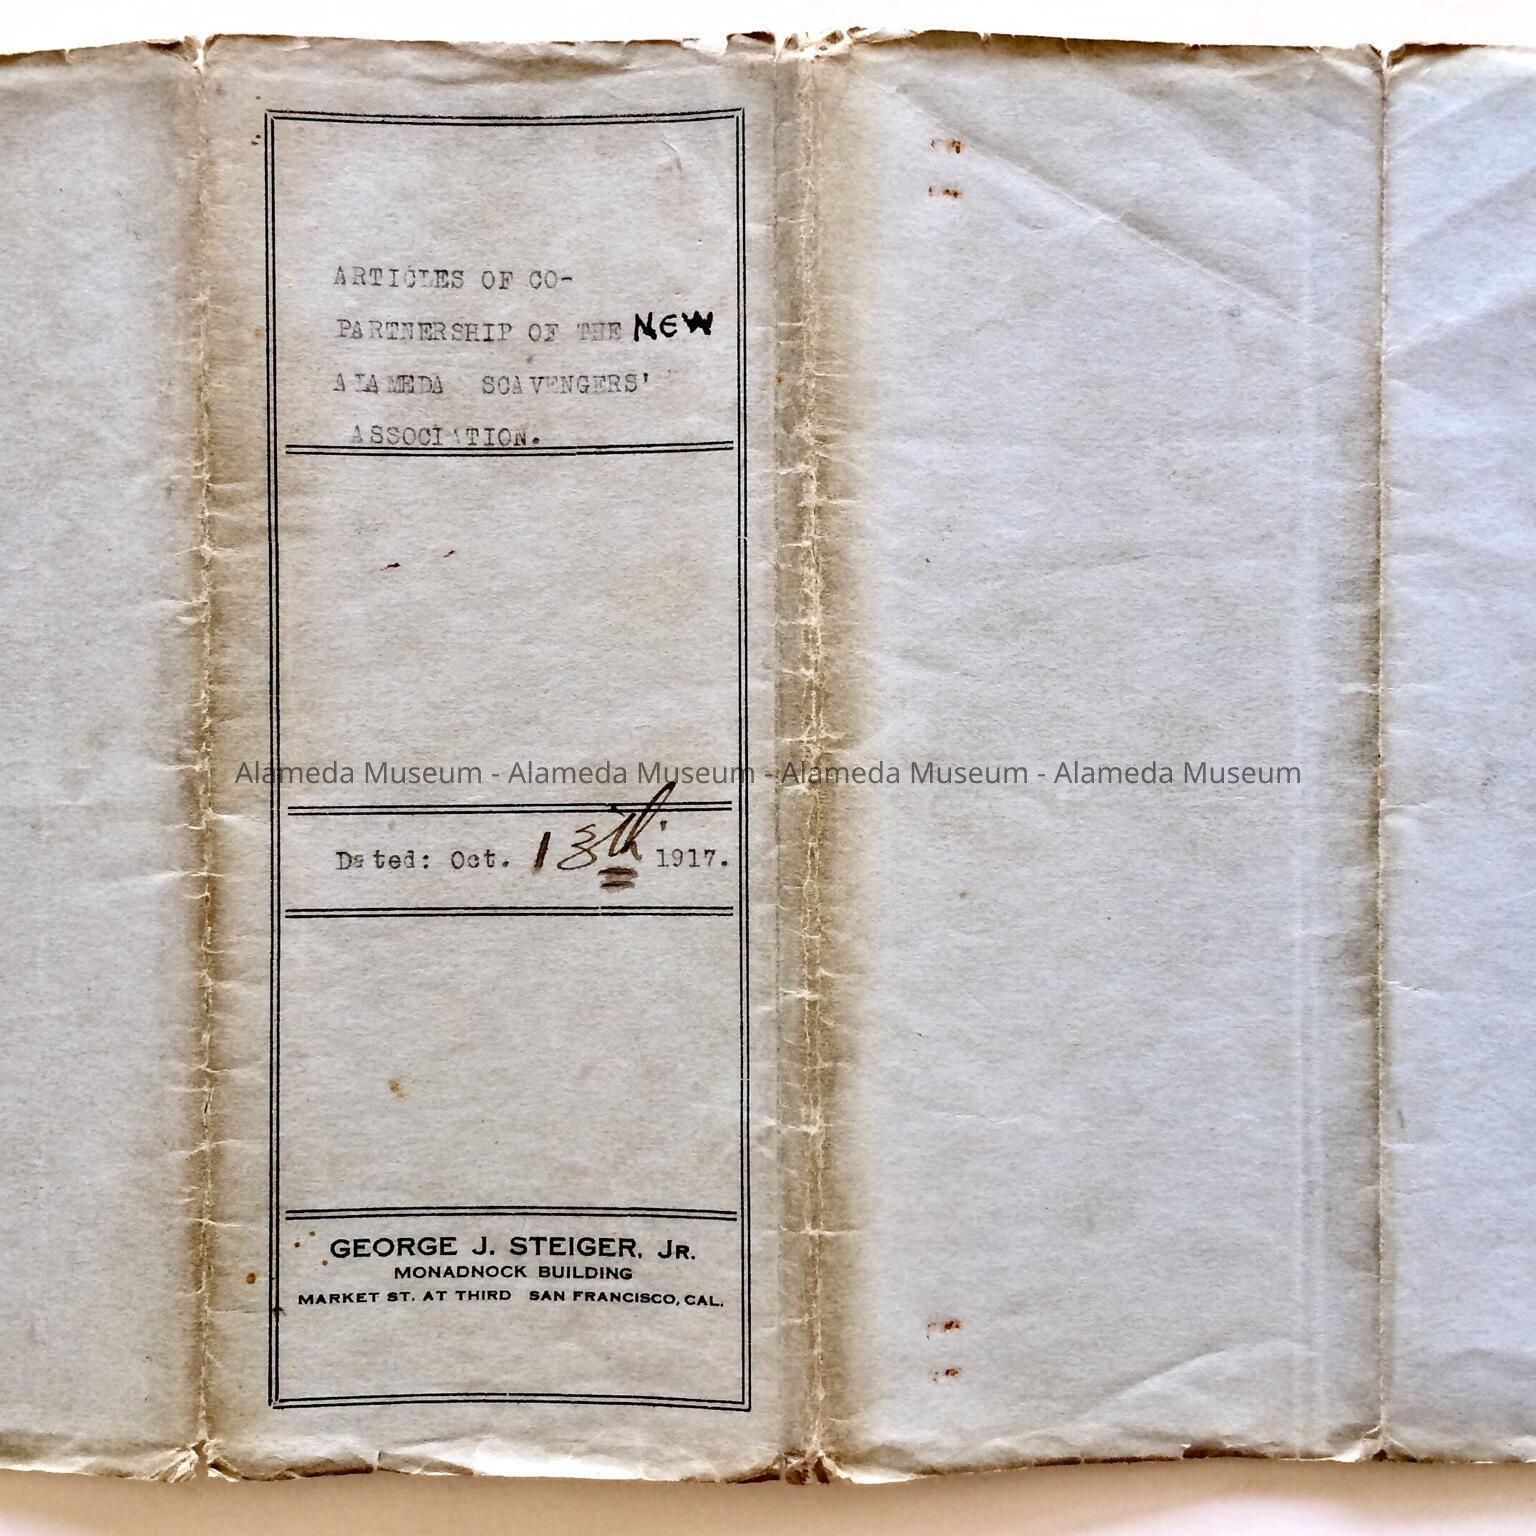 ARTICLES OF CO-
PARTNERSHIP OF THE NEW
ALAMEDA SCAVENGERS'
ASSOCIATION.
Alameda Museum - Alameda Museum - Alameda Museum - Alameda Museum
Dated: Oct. 13th. 1917.
GEORGE J. STEIGER, JR.
MONADNOCK BUILDING
MARKET ST. AT THIRD SAN FRANCISCO, CAL.